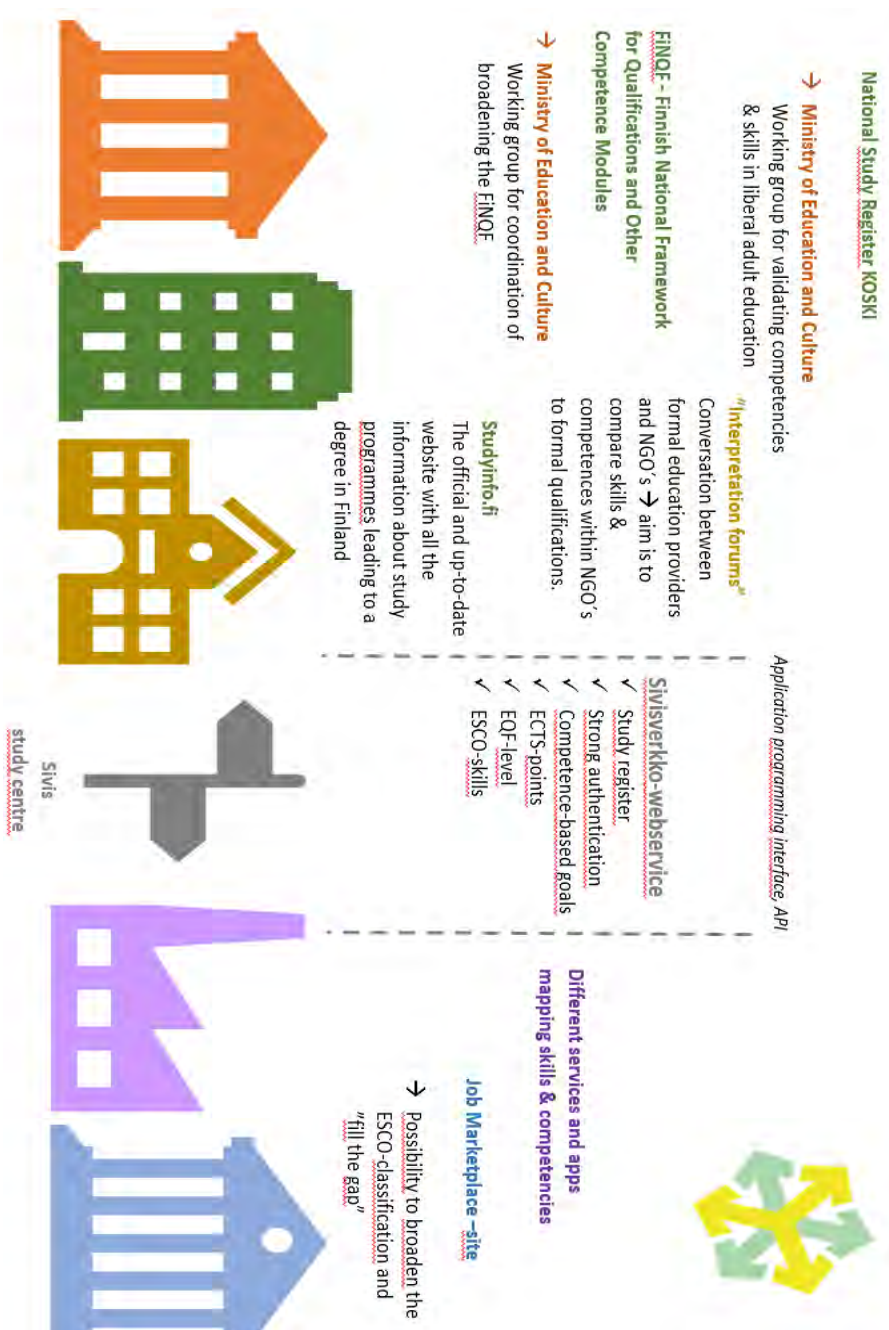 National Study Register KOSKI
→ Ministry of Education and Culture
Working group for validating competencies
& skills in liberal adult education
FiNQF - Finnish National Framework
for Qualifications and Other
Competence Modules
→ Ministry of Education and Culture
Working group for coordination of
broadening the FiNQF
"Interpretation forums"
Conversation between
formal education providers
and NGO´s → aim is to
compare skills &
competences within NGO´s
to formal qualifications.
Studyinfo.fi
The official and up-to-date
website with all the
information about study
programmes leading to a
degree in Finland
Application programming interface, API
Sivisverkko-webservice
✓ Study register
✓ Strong authentication
✓ Competence-based goals
✓ ECTS-points
✓ EQF-level
✓ ESCO-skills
Sivis
study centre
Different services and apps
mapping skills & competencies
Job Marketplace –site
→ Possibility to broaden the
ESCO-classification and
"fill the gap"